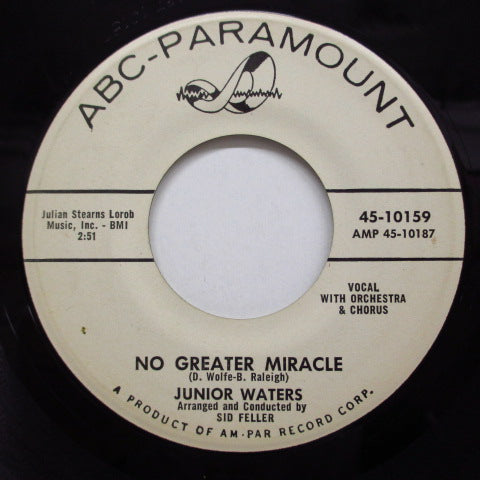 ABC-PARAMOUNT
Julian Stearns Lorob
Music, Inc. - BMI
2:51
45-10159
AMP 45-10187
VOCAL
WITH ORCHESTRA
& CHORUS
NO GREATER MIRACLE
(D. Wolfe-B. Raleigh)
JUNIOR WATERS
Arranged and Conducted by
SID FELLER
A PRODUCT OF AM-PAR RECORD CORP.